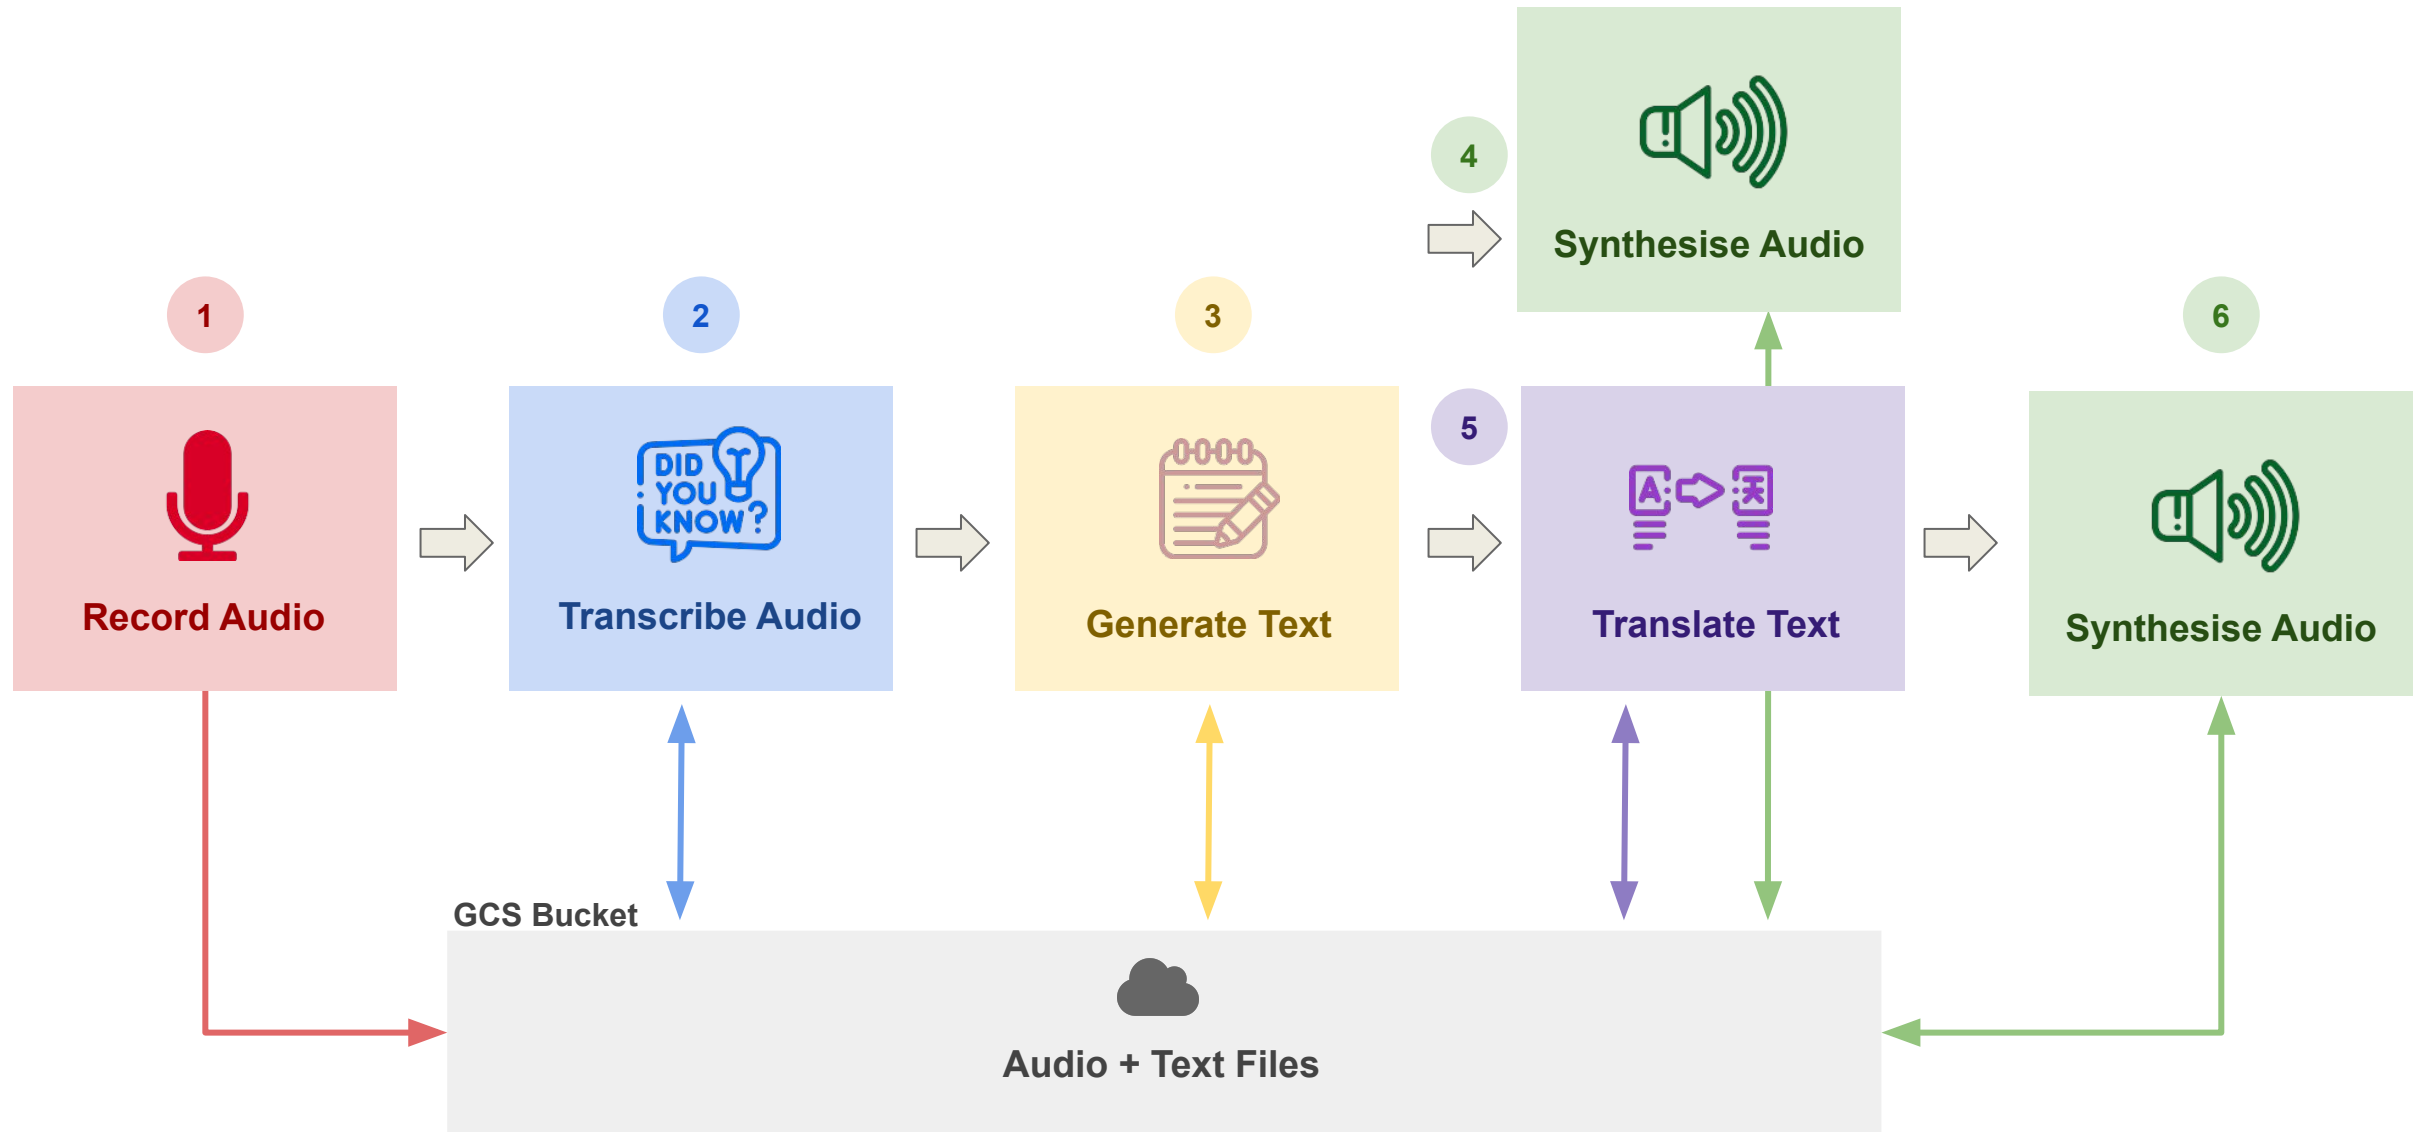 4
Synthesise Audio
1
2
3
6
5
DID
YOU
KNOW?
A
Record Audio
Transcribe Audio
Generate Text
Translate Text
Synthesise Audio
GCS Bucket
Audio + Text Files